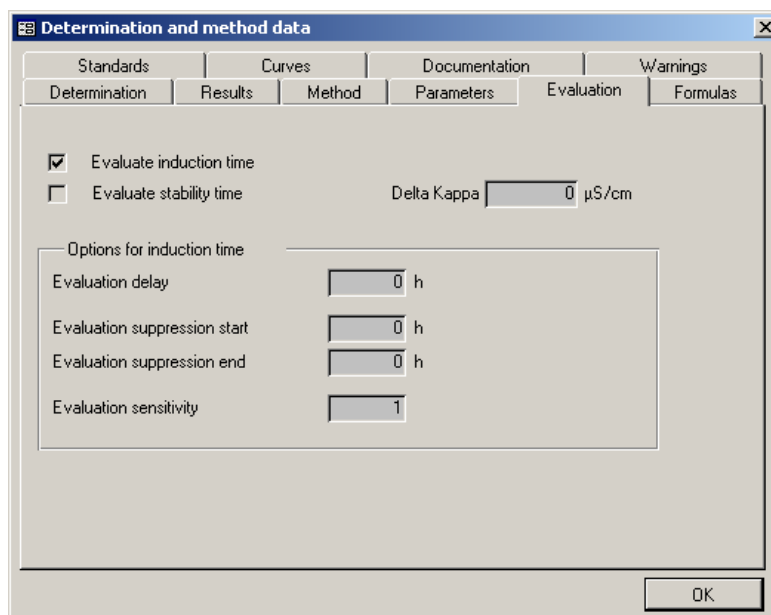 Determination and method data
Standards Curves Documentation Warnings
Determination Results Method Parameters Evaluation Formulas
Evaluate induction time
Evaluate stability time Delta Kappa 0 µS/cm
Options for induction time
Evaluation delay 0 h
Evaluation suppression start 0 h
Evaluation suppression end 0 h
Evaluation sensitivity 1
OK